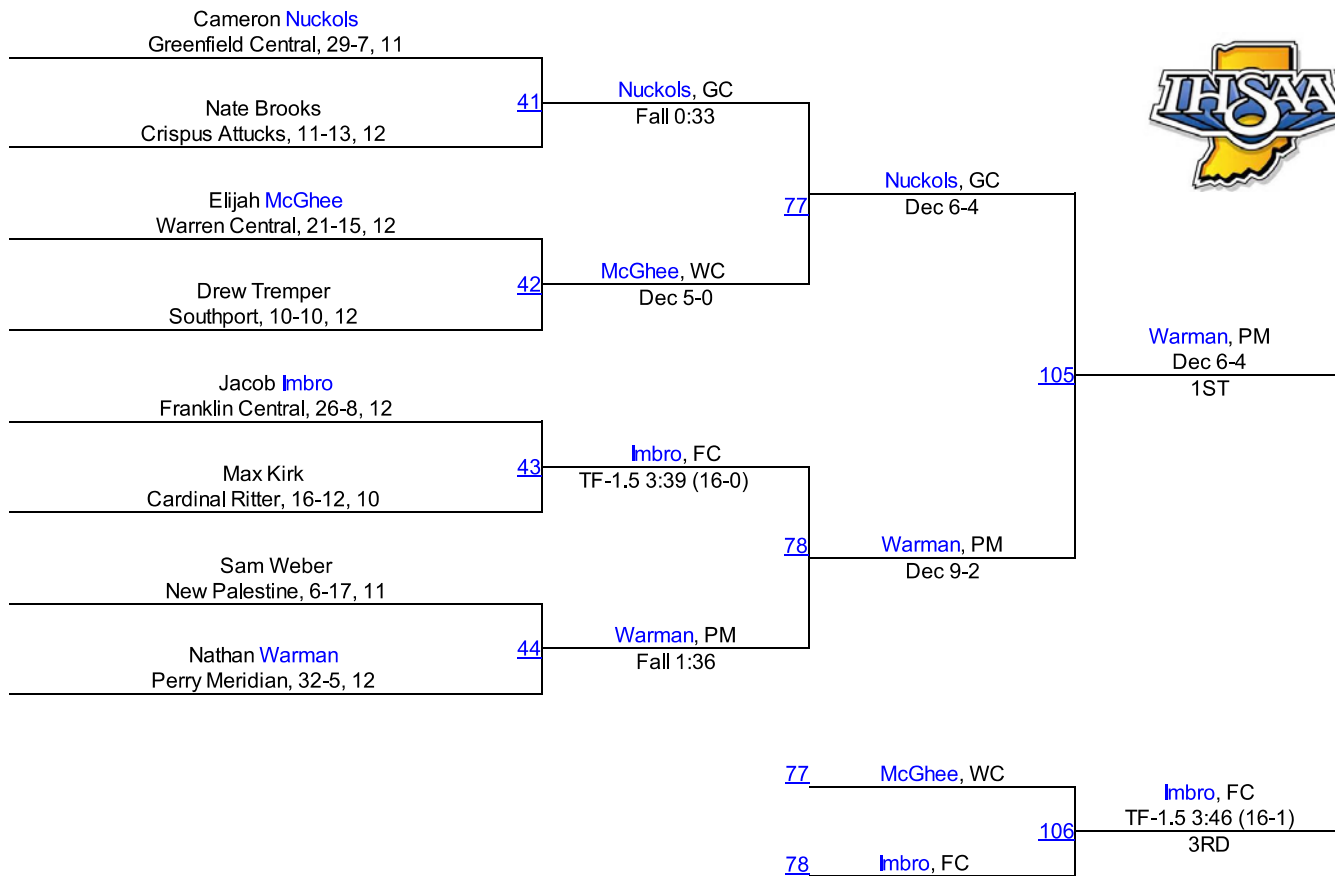 Cameron Nuckols
Greenfield Central, 29-7, 11
Nate Brooks
Crispus Attucks, 11-13, 12
41
Nuckols, GC
Fall 0:33
Elijah McGhee
Warren Central, 21-15, 12
Drew Tremper
Southport, 10-10, 12
42
McGhee, WC
Dec 5-0
77
Nuckols, GC
Dec 6-4
Jacob Imbro
Franklin Central, 26-8, 12
Max Kirk
Cardinal Ritter, 16-12, 10
43
Imbro, FC
TF-1.5 3:39 (16-0)
Sam Weber
New Palestine, 6-17, 11
Nathan Warman
Perry Meridian, 32-5, 12
44
Warman, PM
Fall 1:36
78
Warman, PM
Dec 9-2
105
Warman, PM
Dec 6-4
1ST
IHSAA
77
McGhee, WC
78
Imbro, FC
106
Imbro, FC
TF-1.5 3:46 (16-1)
3RD